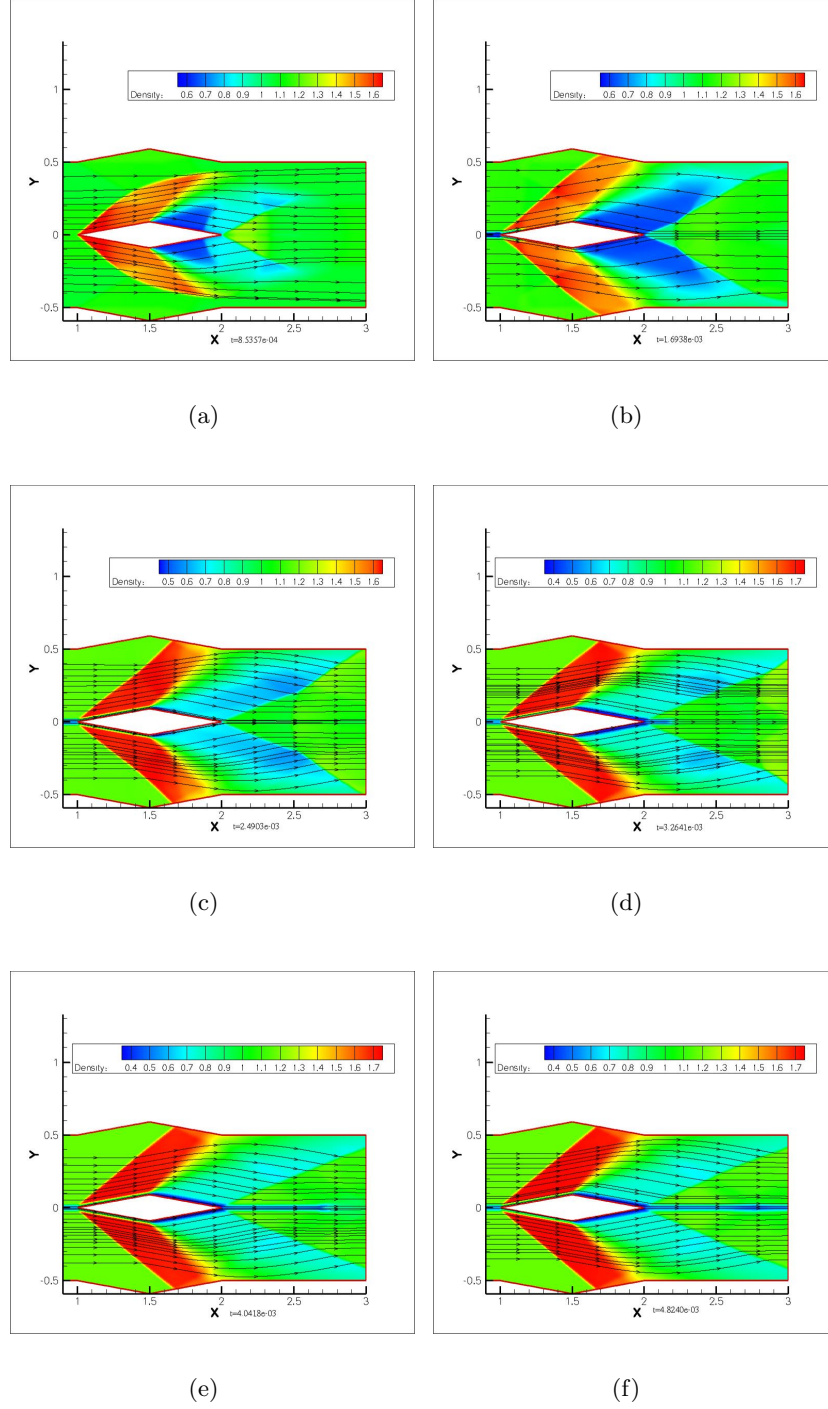 Density: 0.6 0.7 0.8 0.9 1 1.1 1.2 1.3 1.4 1.5 1.6
1
0.5
Y
0
-0.5
1 1.5 2 2.5 3
X t=8.5357e-04
(a)
Density: 0.6 0.7 0.8 0.9 1 1.1 1.2 1.3 1.4 1.5 1.6
1
0.5
Y
0
-0.5
1 1.5 2 2.5 3
X t=1.6938e-03
(b)
Density: 0.5 0.6 0.7 0.8 0.9 1 1.1 1.2 1.3 1.4 1.5 1.6
1
0.5
Y
0
-0.5
1 1.5 2 2.5 3
X t=2.4903e-03
(c)
Density: 0.4 0.5 0.6 0.7 0.8 0.9 1 1.1 1.2 1.3 1.4 1.5 1.6 1.7
1
0.5
Y
0
-0.5
1 1.5 2 2.5 3
X t=3.2641e-03
(d)
Density: 0.4 0.5 0.6 0.7 0.8 0.9 1 1.1 1.2 1.3 1.4 1.5 1.6 1.7
1
0.5
Y
0
-0.5
1 1.5 2 2.5 3
X t=4.0418e-03
(e)
Density: 0.4 0.5 0.6 0.7 0.8 0.9 1 1.1 1.2 1.3 1.4 1.5 1.6 1.7
1
0.5
Y
0
-0.5
1 1.5 2 2.5 3
X t=4.8240e-03
(f)